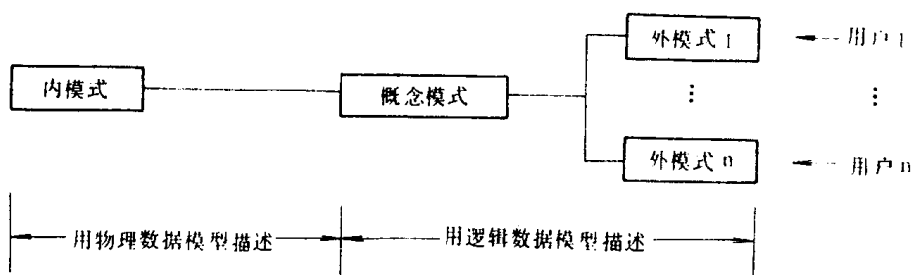 外模式 1
用户 1
内模式
概念模式
⋮
⋮
外模式 n
用户 n
用物理数据模型描述
用逻辑数据模型描述